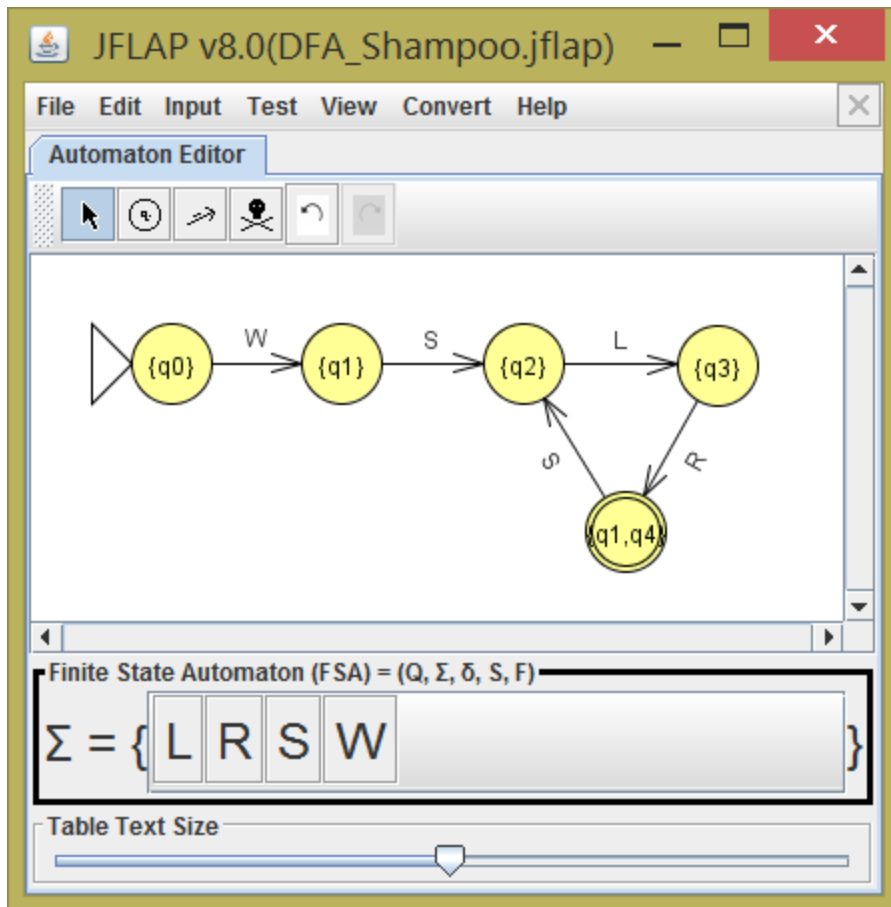 JFLAP v8.0(DFA_Shampoo.jflap)
File Edit Input Test View Convert Help
Automaton Editor
q
W S L
{q0} {q1} {q2} {q3}
S R
{q1,q4}
Finite State Automaton (FSA) = (Q, Σ, δ, S, F)
Σ = { L R S W }
Table Text Size